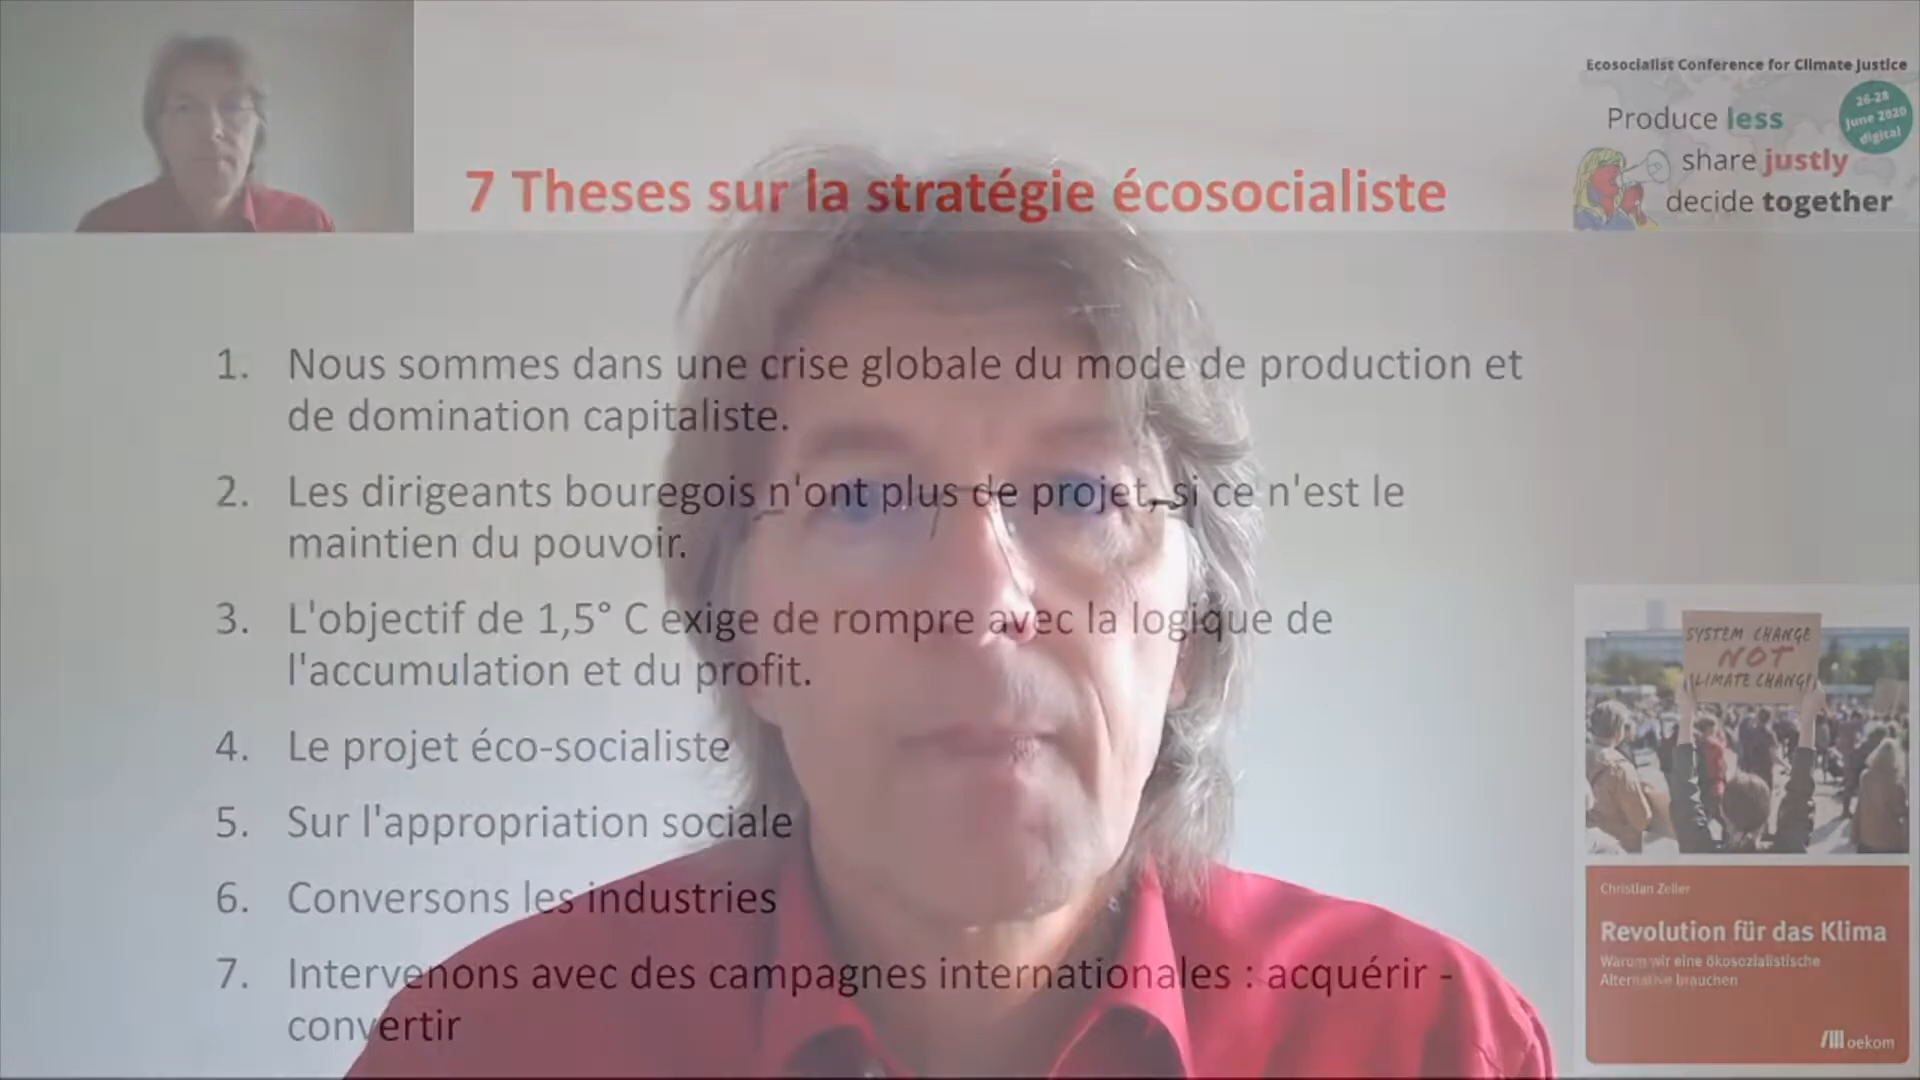 Ecosocialist Conference for Climate Justice
26-28
June 2020
digital
Produce less
share justly
decide together
7 Theses sur la stratégie écosocialiste
1. Nous sommes dans une crise globale du mode de production et
de domination capitaliste.
2. Les dirigeants bouregois n'ont plus de projet, si ce n'est le
maintien du pouvoir.
3. L'objectif de 1,5° C exige de rompre avec la logique de
l'accumulation et du profit.
4. Le projet éco-socialiste
5. Sur l'appropriation sociale
6. Conversons les industries
7. Intervenons avec des campagnes internationales : acquérir -
convertir
SYSTEM CHANGE
NOT
CLIMATE CHANGE
Christian Zeller
Revolution für das Klima
Warum wir eine ökosozialistische
Alternative brauchen
oekom